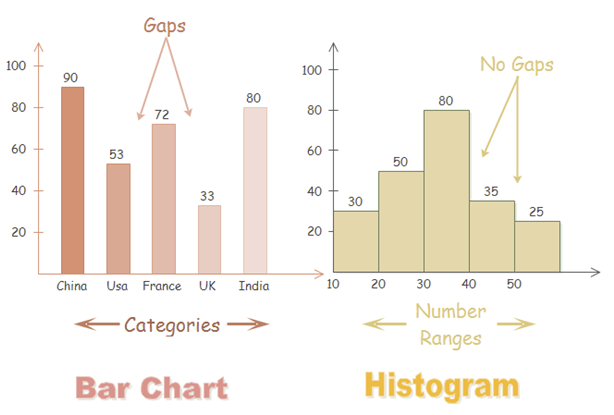 Gaps
100
80
60
40
20
90
53
72
33
80
China Usa France UK India
Categories
Bar Chart
No Gaps
100
80
60
40
20
30
50
80
35
25
10 20 30 40 50
Number
Ranges
Histogram